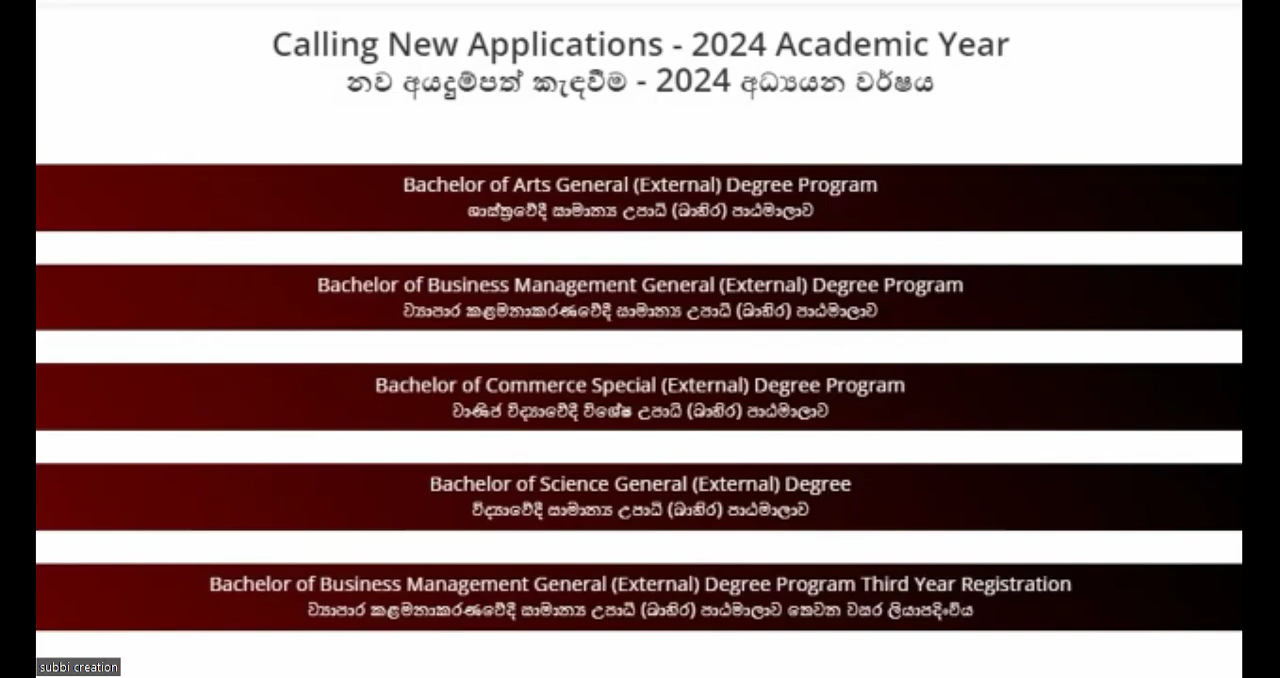 Calling New Applications - 2024 Academic Year
නව අයදුම්පත් කැඳවීම - 2024 අධ්‍යයන වර්ෂය
Bachelor of Arts General (External) Degree Program
ශාස්ත්‍රවේදී සාමාන්‍ය උපාධි (බාහිර) පාඨමාලාව
Bachelor of Business Management General (External) Degree Program
ව්‍යාපාර කළමනාකරණවේදී සාමාන්‍ය උපාධි (බාහිර) පාඨමාලාව
Bachelor of Commerce Special (External) Degree Program
වාණිජ විද්‍යාවේදී විශේෂ උපාධි (බාහිර) පාඨමාලාව
Bachelor of Science General (External) Degree
විද්‍යාවේදී සාමාන්‍ය උපාධි (බාහිර) පාඨමාලාව
Bachelor of Business Management General (External) Degree Program Third Year Registration
ව්‍යාපාර කළමනාකරණවේදී සාමාන්‍ය උපාධි (බාහිර) පාඨමාලාව තෙවන වසර ලියාපදිංචිය
subbi creation